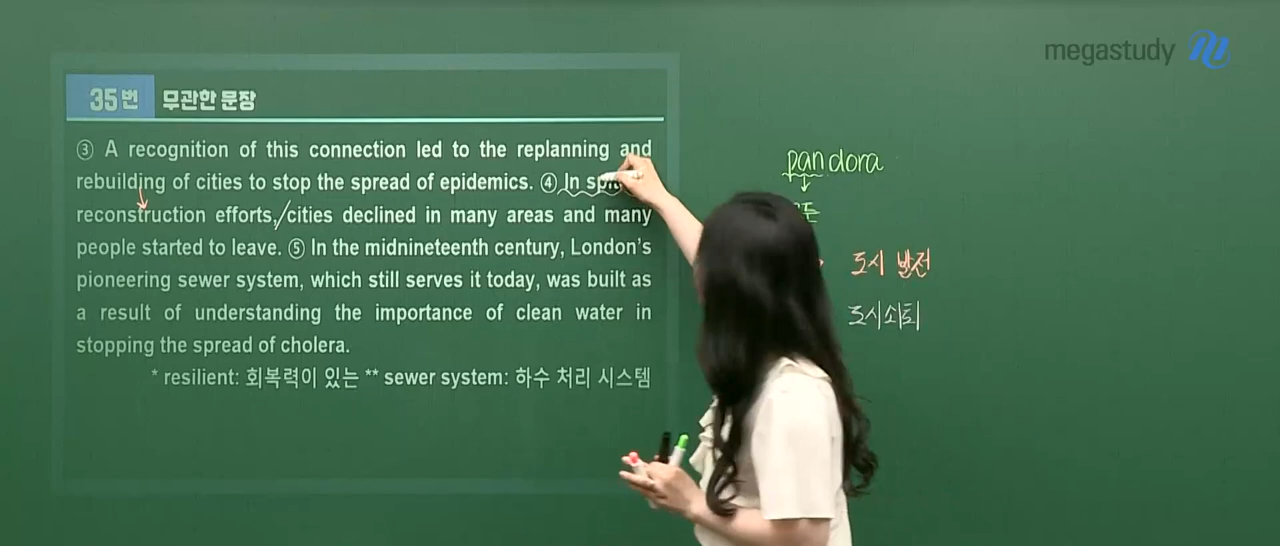 megastudy
35번 무관한 문장
③ A recognition of this connection led to the replanning and
rebuilding of cities to stop the spread of epidemics. ④ In
reconstruction efforts, cities declined in many areas and many
people started to leave. ⑤ In the midnineteenth century, London's
pioneering sewer system, which still serves it today, was built as
a result of understanding the importance of clean water in
stopping the spread of cholera.
* resilient: 회복력이 있는 ** sewer system: 하수 처리 시스템
pandora
도시 발전
도시쇠퇴